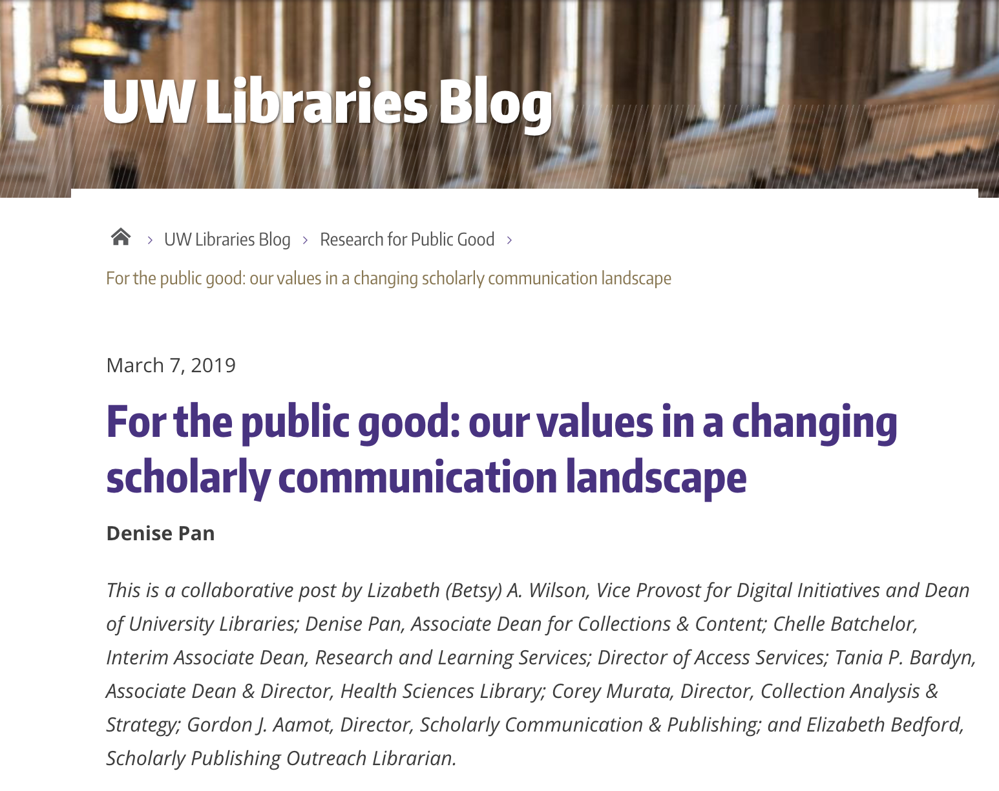 UW Libraries Blog
› UW Libraries Blog › Research for Public Good ›
For the public good: our values in a changing scholarly communication landscape
March 7, 2019
For the public good: our values in a changing
scholarly communication landscape
Denise Pan
This is a collaborative post by Lizabeth (Betsy) A. Wilson, Vice Provost for Digital Initiatives and Dean
of University Libraries; Denise Pan, Associate Dean for Collections & Content; Chelle Batchelor,
Interim Associate Dean, Research and Learning Services; Director of Access Services; Tania P. Bardyn,
Associate Dean & Director, Health Sciences Library; Corey Murata, Director, Collection Analysis &
Strategy; Gordon J. Aamot, Director, Scholarly Communication & Publishing; and Elizabeth Bedford,
Scholarly Publishing Outreach Librarian.